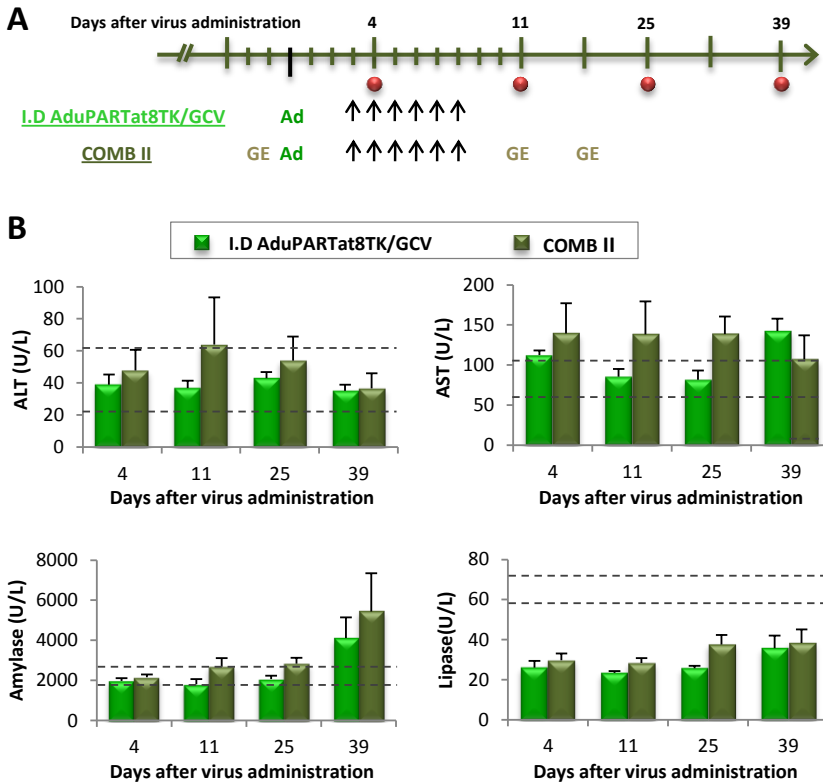 A
Days after virus administration 4 11 25 39
I.D AduPARTat8TK/GCV Ad
COMB II GE Ad GE GE
B
I.D AduPARTat8TK/GCV COMB II
ALT (U/L)
100
80
60
40
20
0
4 11 25 39
Days after virus administration
AST (U/L)
200
150
100
50
0
4 11 25 39
Days after virus administration
Amylase (U/L)
8000
6000
4000
2000
0
4 11 25 39
Days after virus administration
Lipase(U/L)
80
60
40
20
0
4 11 25 39
Days after virus administration